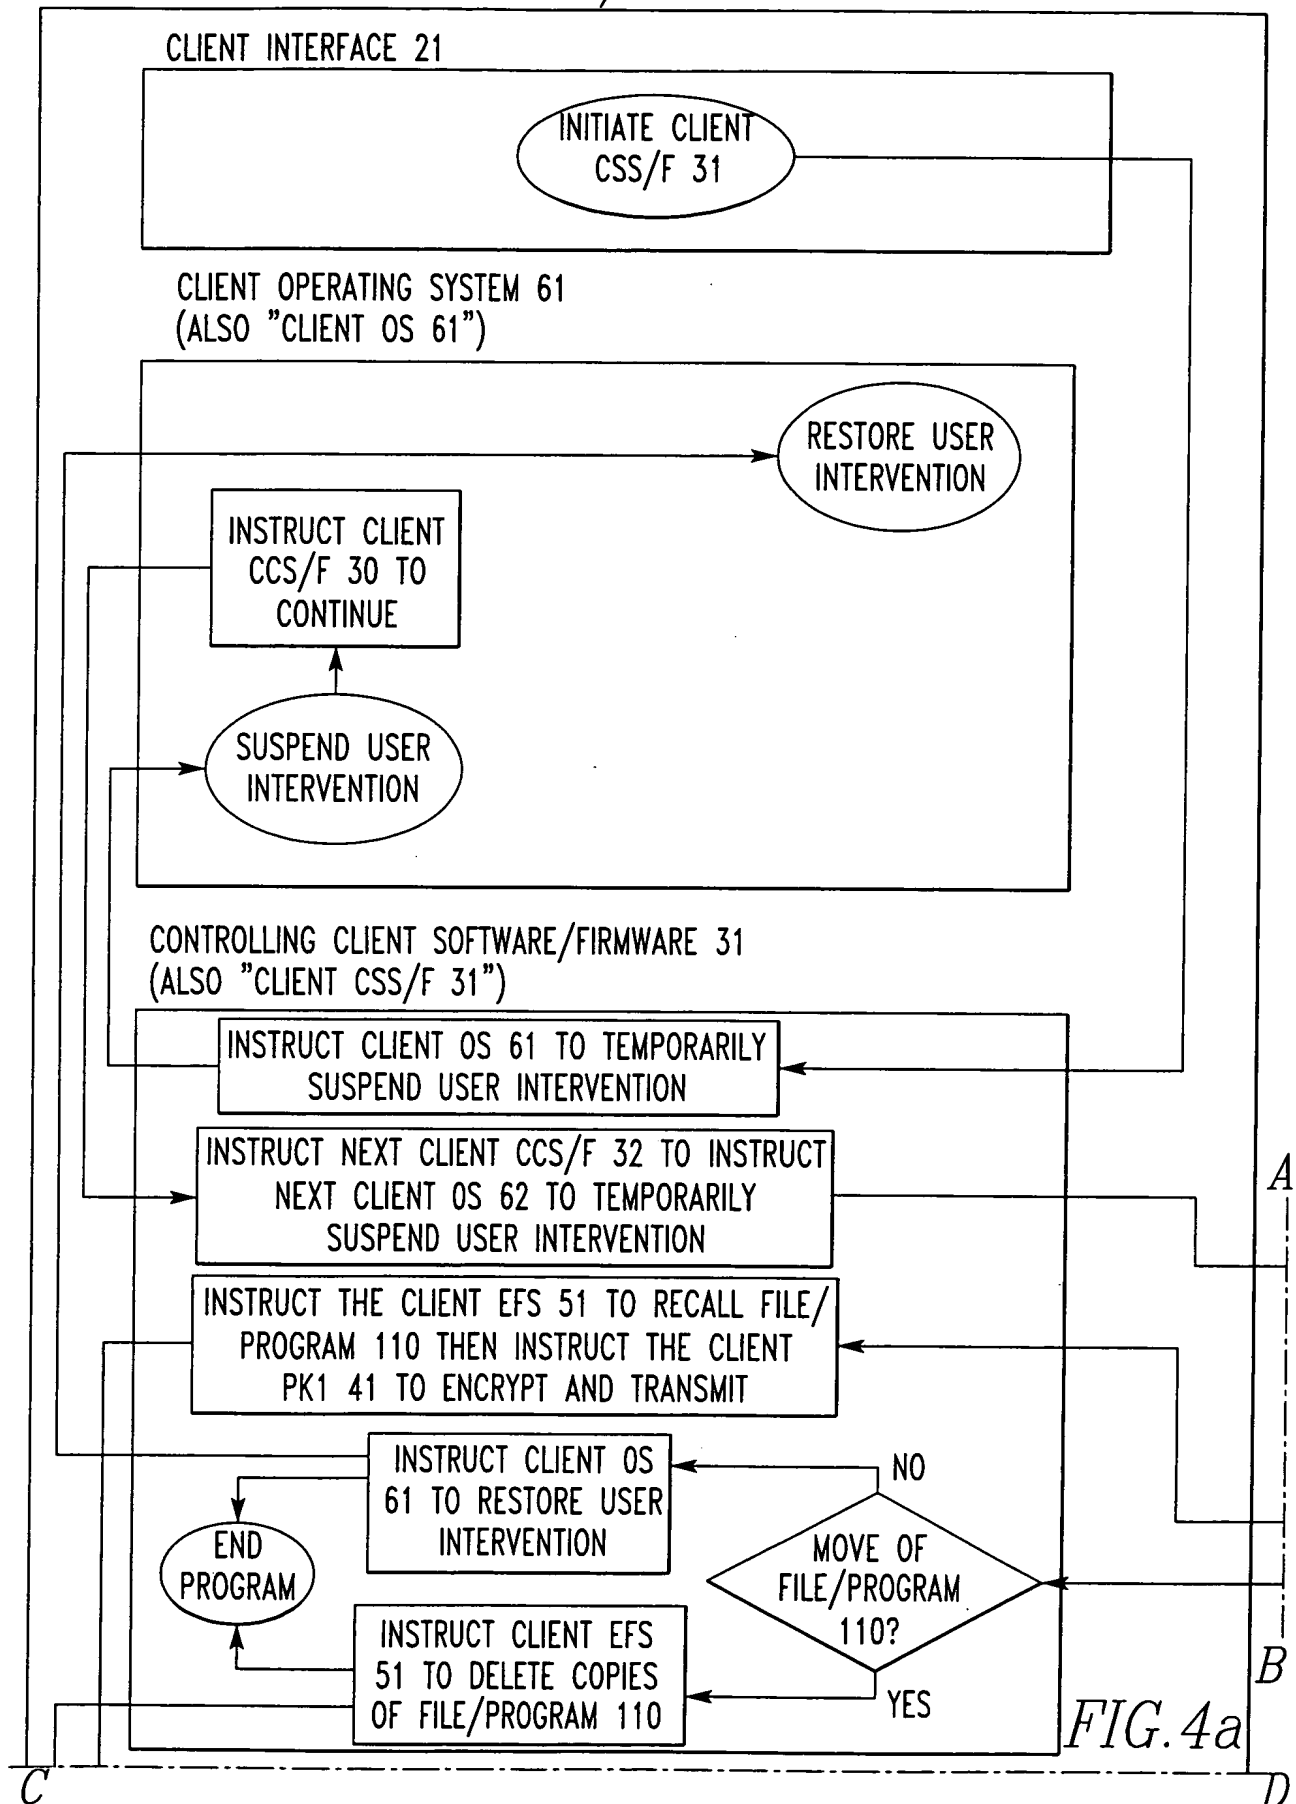 CLIENT INTERFACE 21
INITIATE CLIENT
CSS/F 31
CLIENT OPERATING SYSTEM 61
(ALSO "CLIENT OS 61")
RESTORE USER
INTERVENTION
INSTRUCT CLIENT
CCS/F 30 TO
CONTINUE
SUSPEND USER
INTERVENTION
CONTROLLING CLIENT SOFTWARE/FIRMWARE 31
(ALSO "CLIENT CSS/F 31")
INSTRUCT CLIENT OS 61 TO TEMPORARILY
SUSPEND USER INTERVENTION
INSTRUCT NEXT CLIENT CCS/F 32 TO INSTRUCT
NEXT CLIENT OS 62 TO TEMPORARILY
SUSPEND USER INTERVENTION
A
INSTRUCT THE CLIENT EFS 51 TO RECALL FILE/
PROGRAM 110 THEN INSTRUCT THE CLIENT
PK1 41 TO ENCRYPT AND TRANSMIT
INSTRUCT CLIENT OS
61 TO RESTORE USER
INTERVENTION
NO
END
PROGRAM
MOVE OF
FILE/PROGRAM
110?
INSTRUCT CLIENT EFS
51 TO DELETE COPIES
OF FILE/PROGRAM 110
YES
B
FIG. 4a
C
D